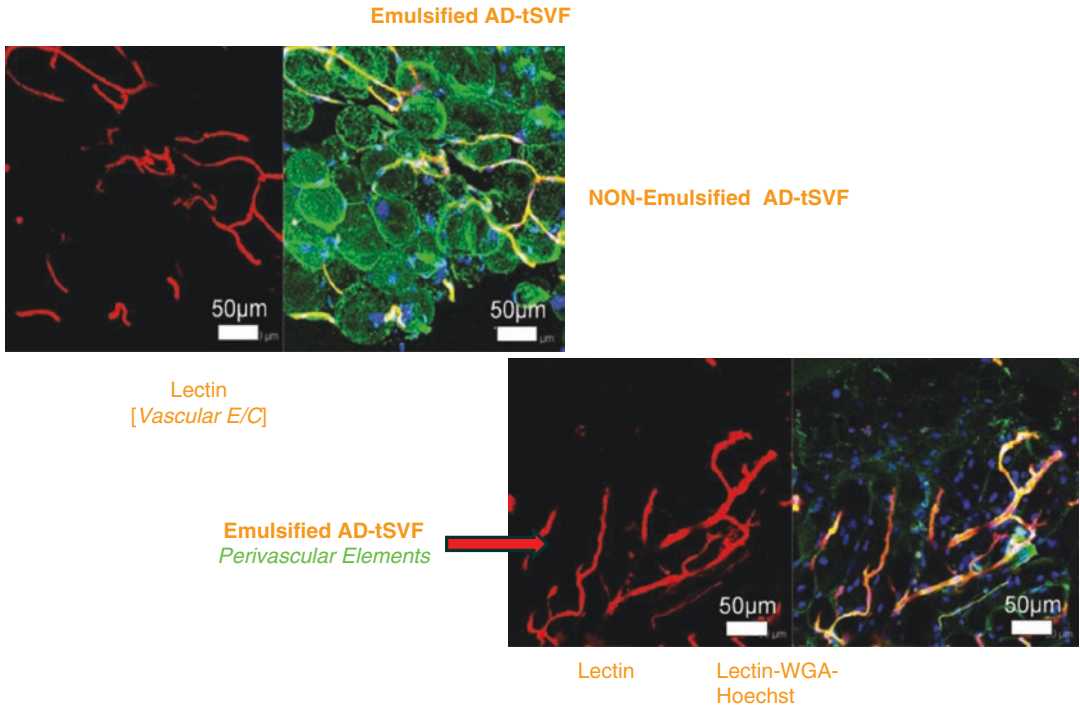 Emulsified AD-tSVF
NON-Emulsified AD-tSVF
50µm
50µm
Lectin
[Vascular E/C]
Emulsified AD-tSVF
Perivascular Elements
50µm
50µm
Lectin
Lectin-WGA-
Hoechst